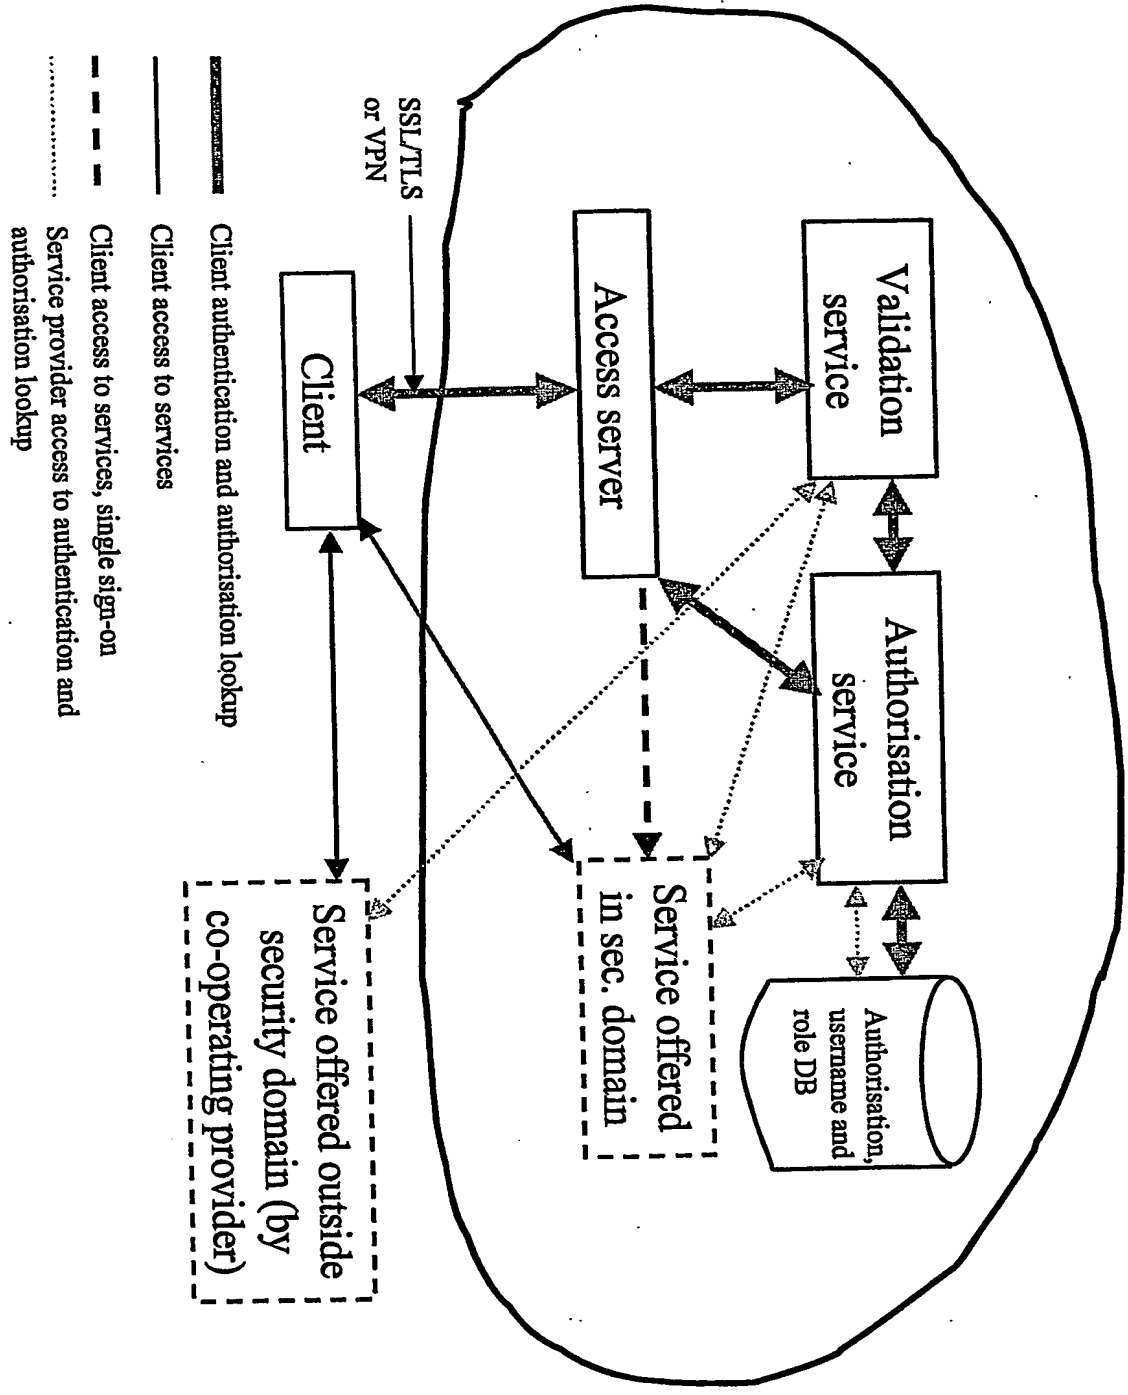 Validation
service
Authorisation
service
Authorisation,
username and
role DB
Access server
Service offered
in sec. domain
SSL/TLS
or VPN
Client
Service offered outside
security domain (by
co-operating provider)
Client authentication and authorisation lookup
Client access to services
Client access to services, single sign-on
Service provider access to authentication and
authorisation lookup